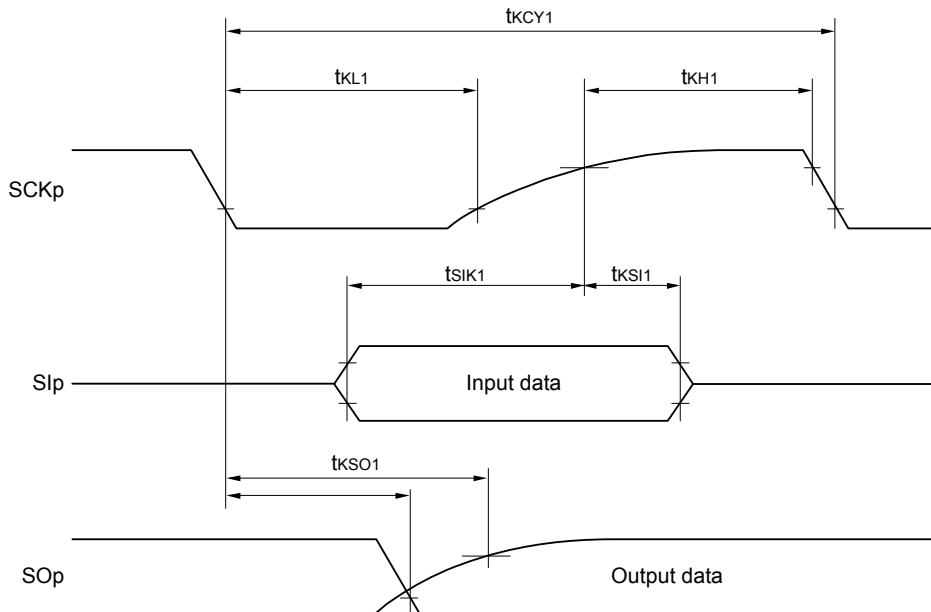 tKCY1
tKL1
tKH1
SCKp
tSIK1
tKSI1
SIp
Input data
tKSO1
SOp
Output data